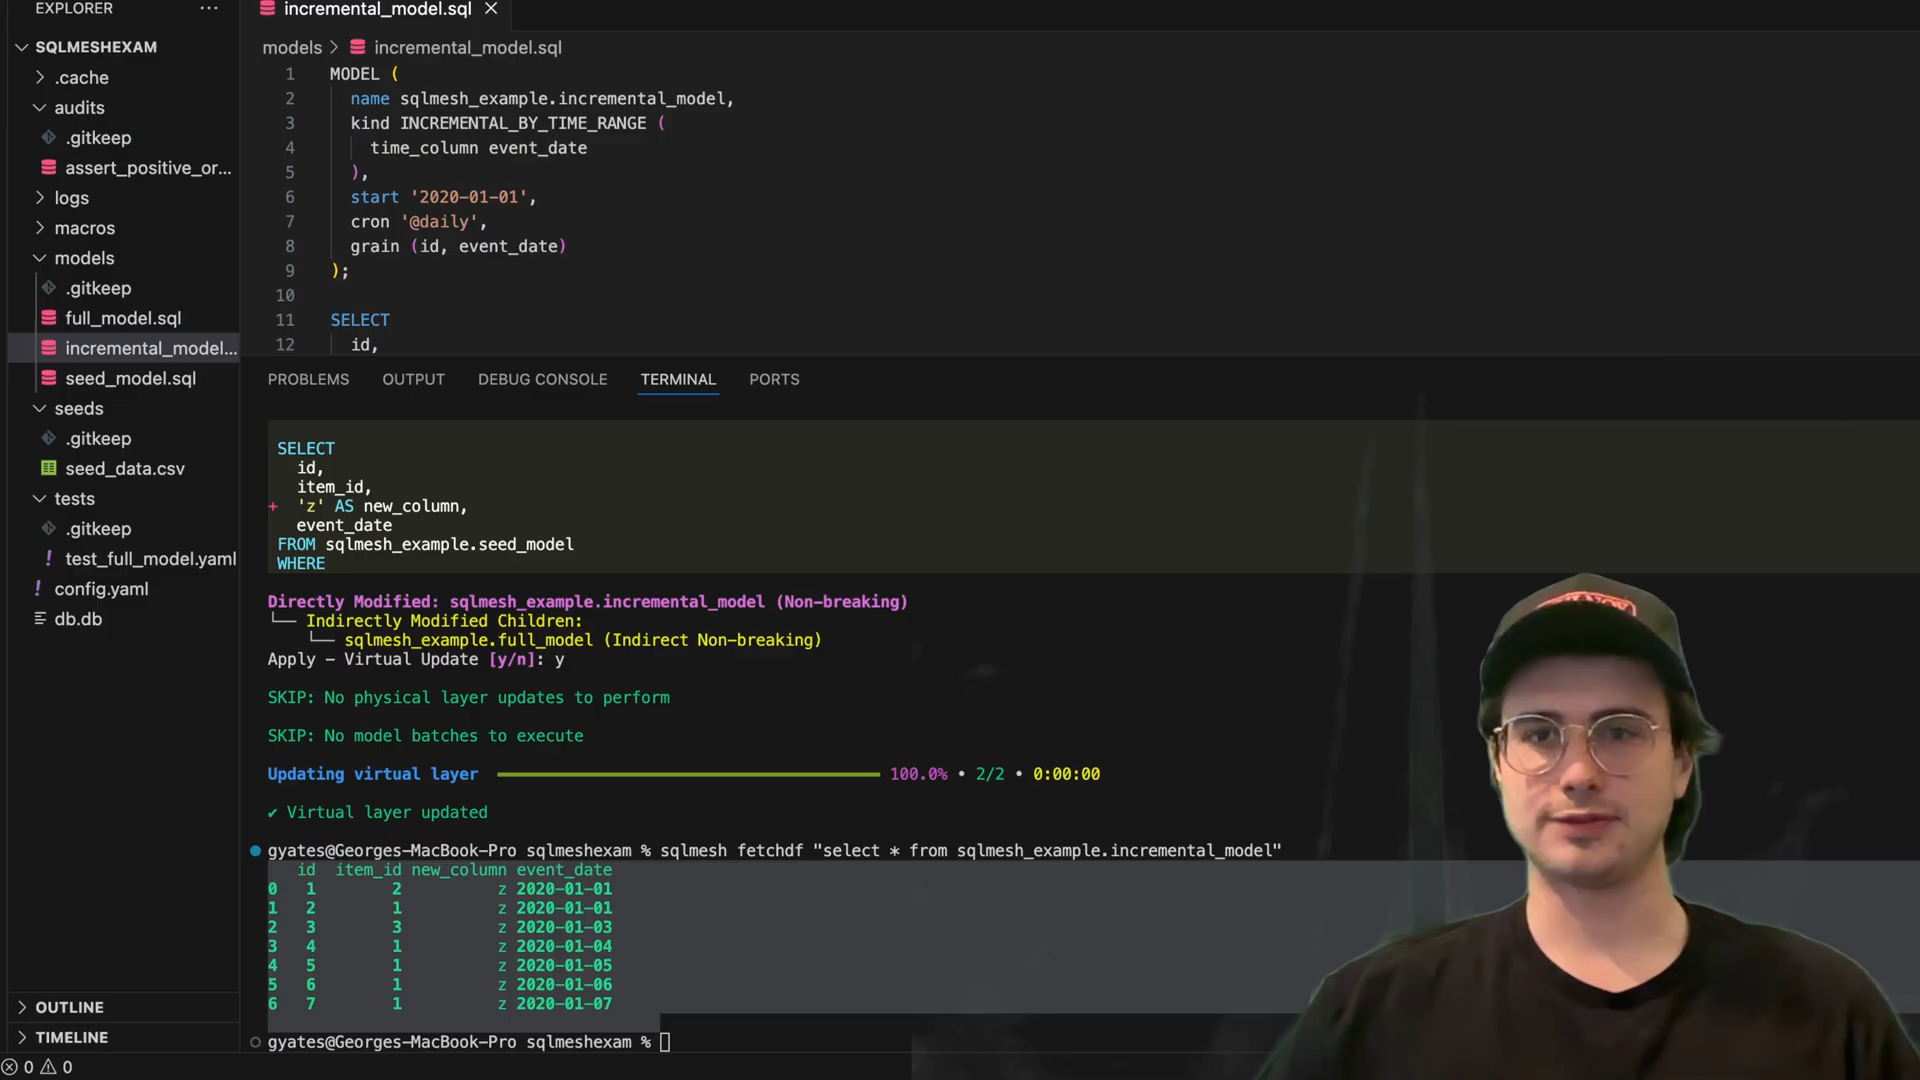 EXPLORER
...
incremental_model.sql
SQLMESHEXAM
.cache
audits
.gitkeep
assert_positive_or...
logs
macros
models
.gitkeep
full_model.sql
incremental_model...
seed_model.sql
seeds
.gitkeep
seed_data.csv
tests
.gitkeep
! test_full_model.yaml
! config.yaml
db.db
OUTLINE
TIMELINE
0 0
models > incremental_model.sql
1 MODEL (
2 name sqlmesh_example.incremental_model,
3 kind INCREMENTAL_BY_TIME_RANGE (
4 time_column event_date
5 ),
6 start '2020-01-01',
7 cron '@daily',
8 grain (id, event_date)
9 );
10
11 SELECT
12 id,
PROBLEMS OUTPUT DEBUG CONSOLE TERMINAL PORTS
SELECT
id,
item_id,
+ 'z' AS new_column,
event_date
FROM sqlmesh_example.seed_model
WHERE
Directly Modified: sqlmesh_example.incremental_model (Non-breaking)
└── Indirectly Modified Children:
└── sqlmesh_example.full_model (Indirect Non-breaking)
Apply - Virtual Update [y/n]: y
SKIP: No physical layer updates to perform
SKIP: No model batches to execute
Updating virtual layer 100.0% • 2/2 • 0:00:00
✔ Virtual layer updated
gyates@Georges-MacBook-Pro sqlmeshexam % sqlmesh fetchdf "select * from sqlmesh_example.incremental_model"
id item_id new_column event_date
0 1 2 z 2020-01-01
1 2 1 z 2020-01-01
2 3 3 z 2020-01-03
3 4 1 z 2020-01-04
4 5 1 z 2020-01-05
5 6 1 z 2020-01-06
6 7 1 z 2020-01-07
gyates@Georges-MacBook-Pro sqlmeshexam %